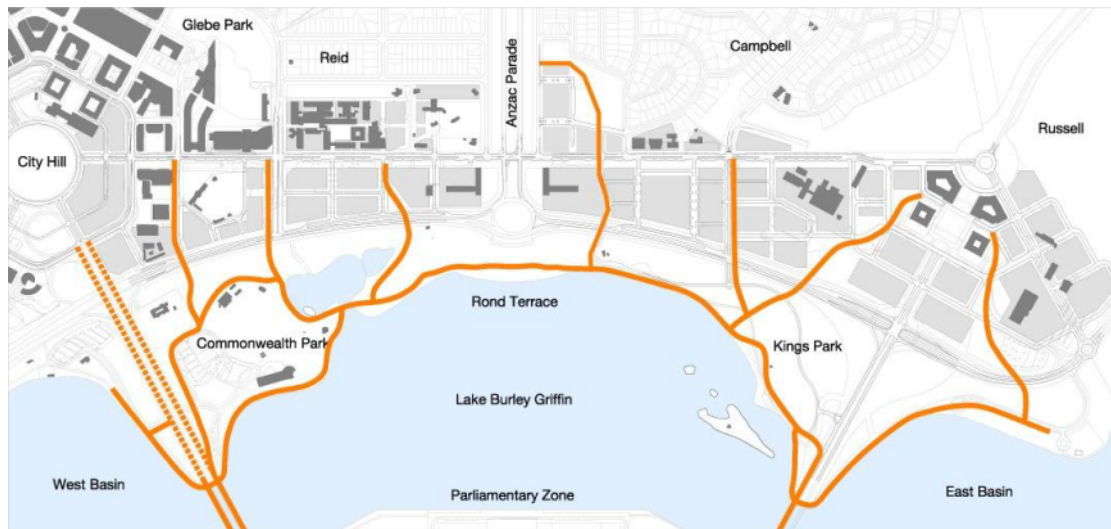 Glebe Park
Reid
Anzac Parade
Campbell
Russell
City Hill
Rond Terrace
Commonwealth Park
Kings Park
Lake Burley Griffin
West Basin
Parliamentary Zone
East Basin